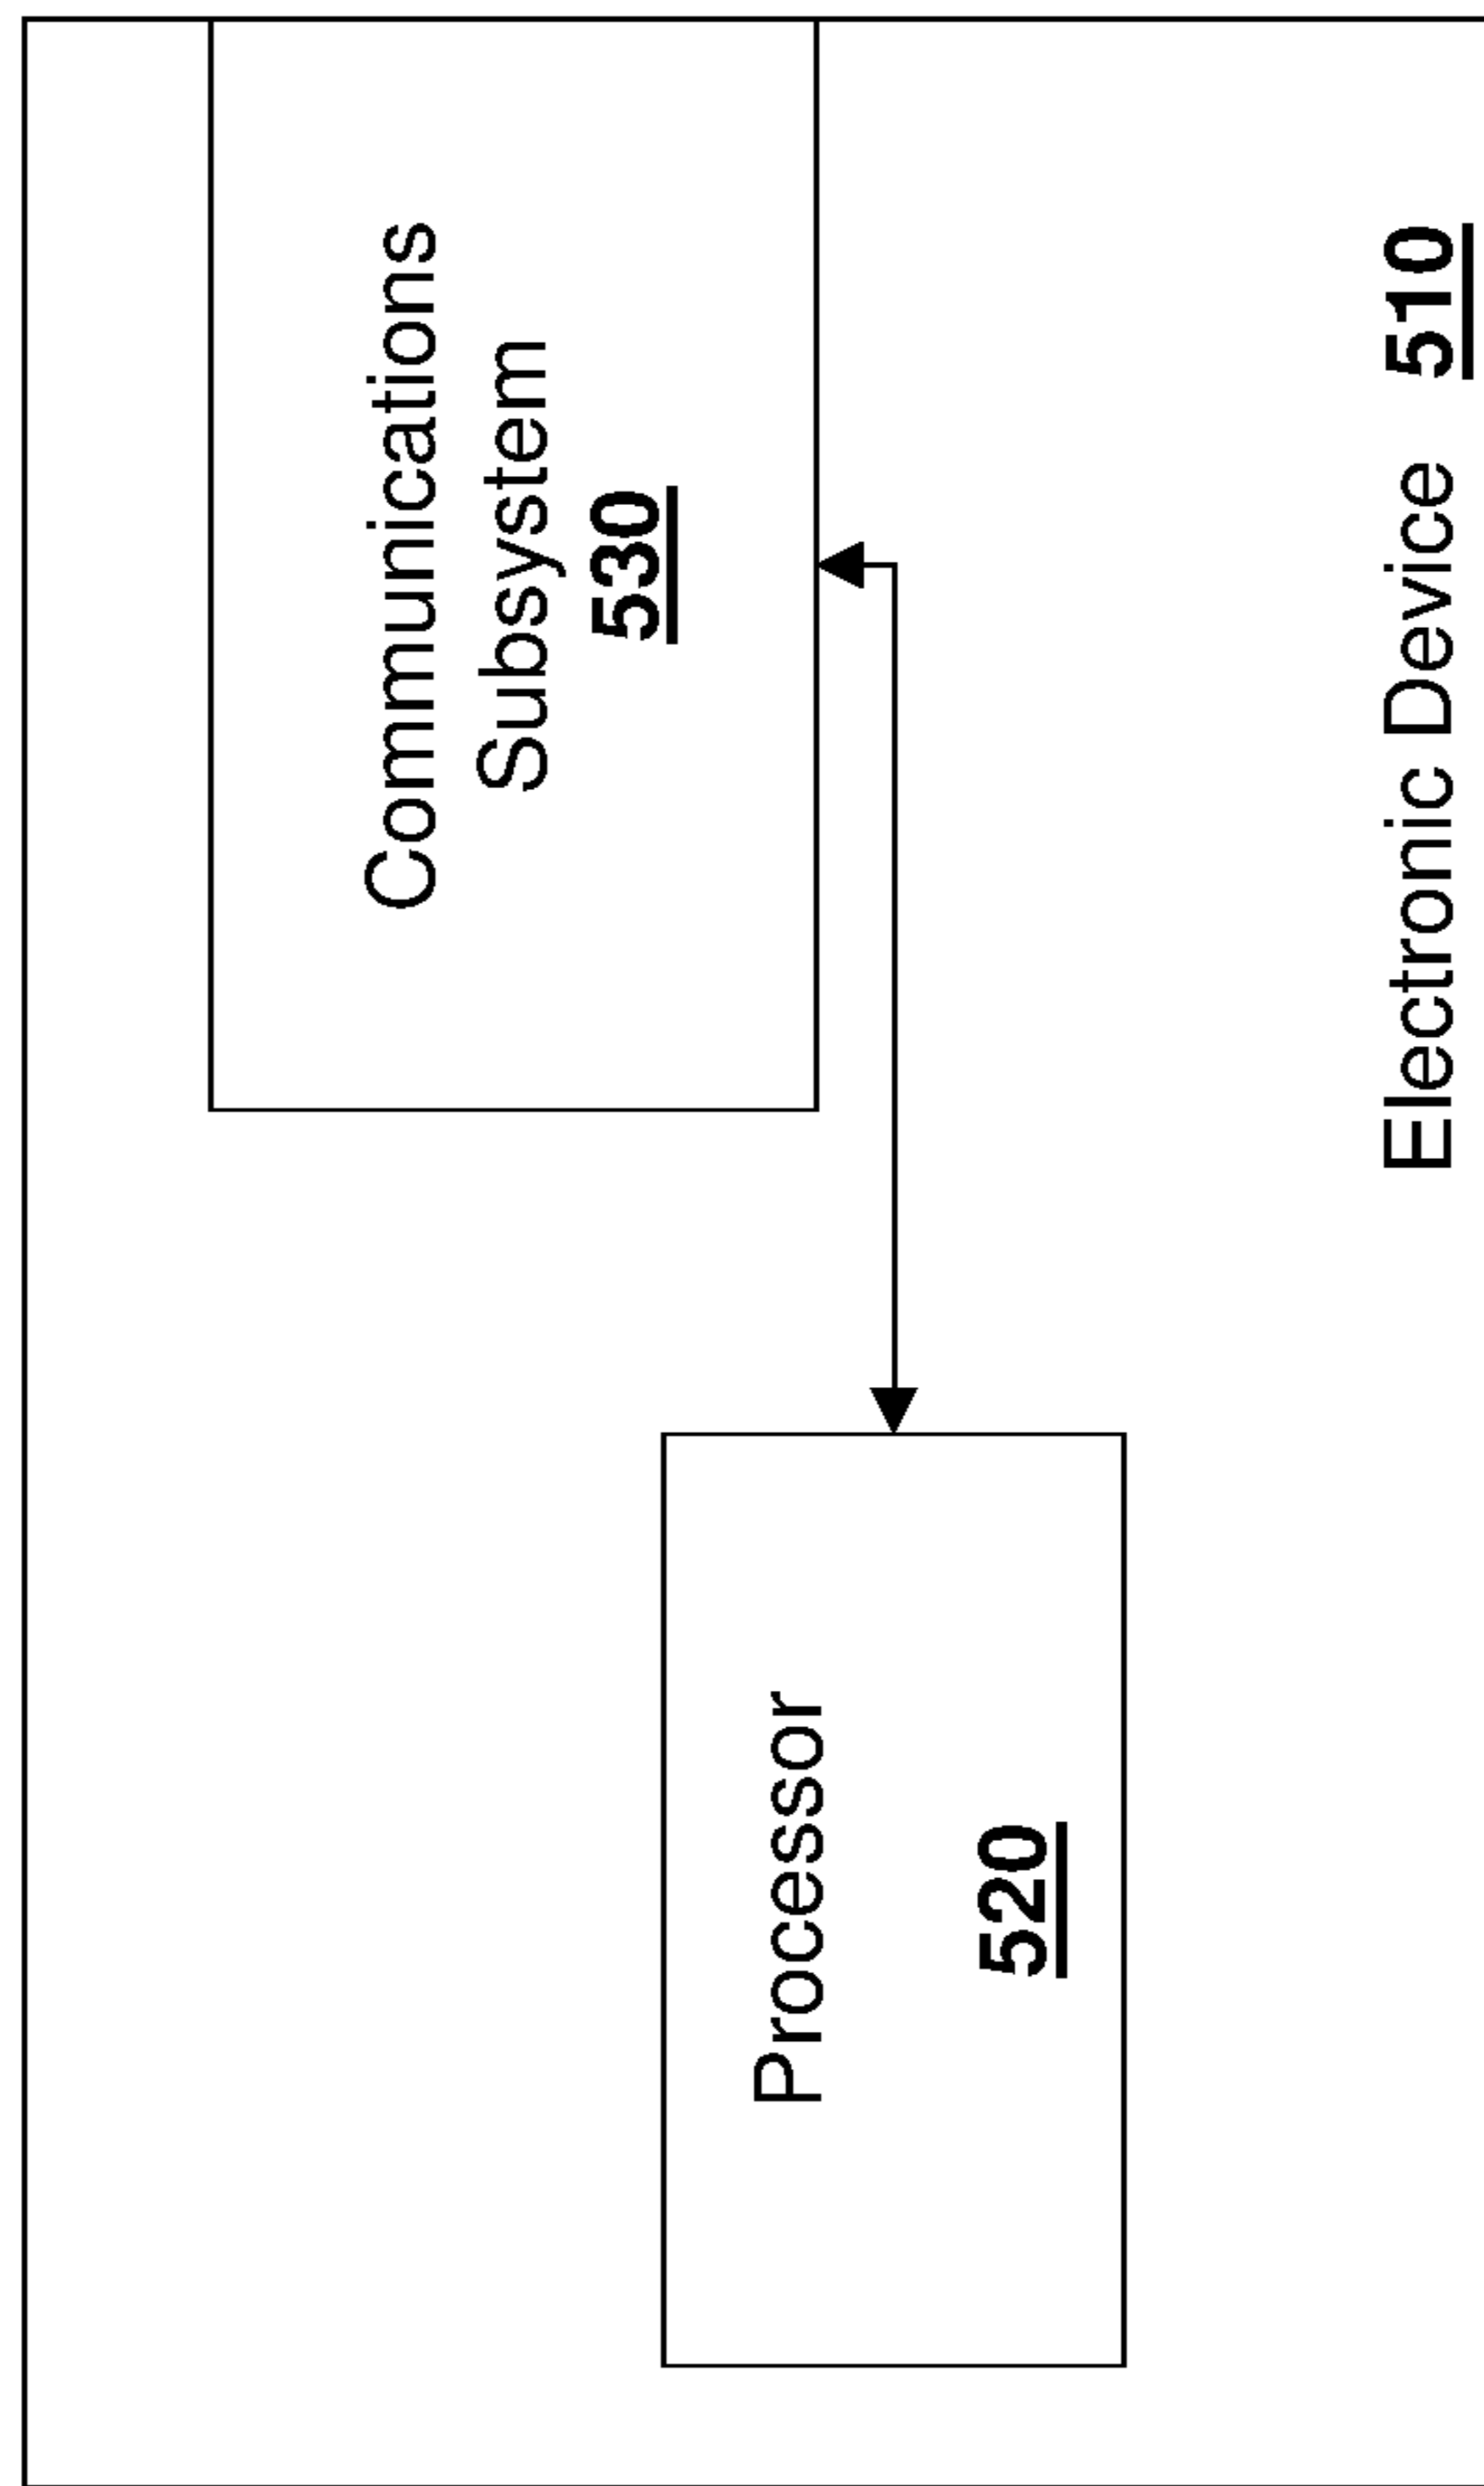 Communications
Subsystem
530
Processor
520
Electronic Device 510